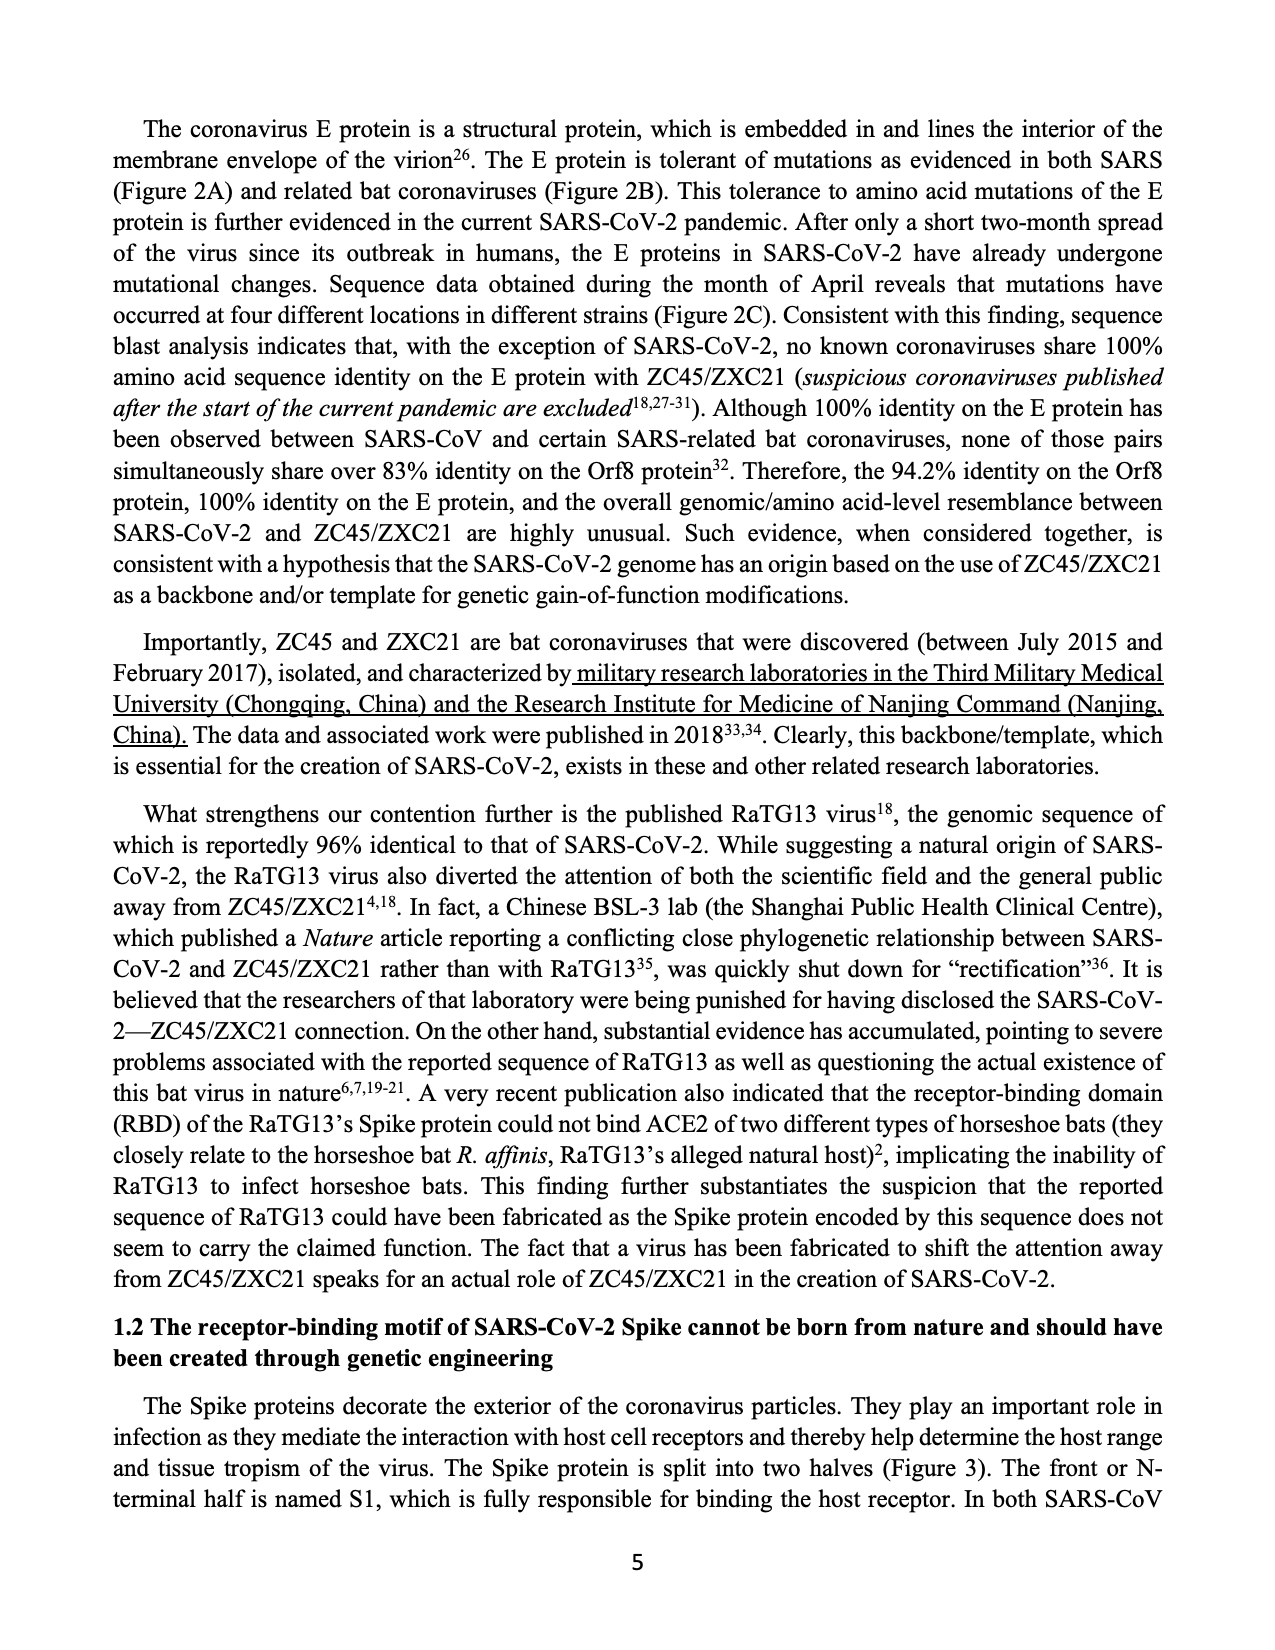 The coronavirus E protein is a structural protein, which is embedded in and lines the interior of the
membrane envelope of the virion26. The E protein is tolerant of mutations as evidenced in both SARS
(Figure 2A) and related bat coronaviruses (Figure 2B). This tolerance to amino acid mutations of the E
protein is further evidenced in the current SARS-CoV-2 pandemic. After only a short two-month spread
of the virus since its outbreak in humans, the E proteins in SARS-CoV-2 have already undergone
mutational changes. Sequence data obtained during the month of April reveals that mutations have
occurred at four different locations in different strains (Figure 2C). Consistent with this finding, sequence
blast analysis indicates that, with the exception of SARS-CoV-2, no known coronaviruses share 100%
amino acid sequence identity on the E protein with ZC45/ZXC21 (suspicious coronaviruses published
after the start of the current pandemic are excluded18,27-31). Although 100% identity on the E protein has
been observed between SARS-CoV and certain SARS-related bat coronaviruses, none of those pairs
simultaneously share over 83% identity on the Orf8 protein32. Therefore, the 94.2% identity on the Orf8
protein, 100% identity on the E protein, and the overall genomic/amino acid-level resemblance between
SARS-CoV-2 and ZC45/ZXC21 are highly unusual. Such evidence, when considered together, is
consistent with a hypothesis that the SARS-CoV-2 genome has an origin based on the use of ZC45/ZXC21
as a backbone and/or template for genetic gain-of-function modifications.
Importantly, ZC45 and ZXC21 are bat coronaviruses that were discovered (between July 2015 and
February 2017), isolated, and characterized by military research laboratories in the Third Military Medical
University (Chongqing, China) and the Research Institute for Medicine of Nanjing Command (Nanjing,
China). The data and associated work were published in 201833,34. Clearly, this backbone/template, which
is essential for the creation of SARS-CoV-2, exists in these and other related research laboratories.
What strengthens our contention further is the published RaTG13 virus18, the genomic sequence of
which is reportedly 96% identical to that of SARS-CoV-2. While suggesting a natural origin of SARS-
CoV-2, the RaTG13 virus also diverted the attention of both the scientific field and the general public
away from ZC45/ZXC214,18. In fact, a Chinese BSL-3 lab (the Shanghai Public Health Clinical Centre),
which published a Nature article reporting a conflicting close phylogenetic relationship between SARS-
CoV-2 and ZC45/ZXC21 rather than with RaTG1335, was quickly shut down for “rectification”36. It is
believed that the researchers of that laboratory were being punished for having disclosed the SARS-CoV-
2—ZC45/ZXC21 connection. On the other hand, substantial evidence has accumulated, pointing to severe
problems associated with the reported sequence of RaTG13 as well as questioning the actual existence of
this bat virus in nature6,7,19-21. A very recent publication also indicated that the receptor-binding domain
(RBD) of the RaTG13’s Spike protein could not bind ACE2 of two different types of horseshoe bats (they
closely relate to the horseshoe bat R. affinis, RaTG13’s alleged natural host)2, implicating the inability of
RaTG13 to infect horseshoe bats. This finding further substantiates the suspicion that the reported
sequence of RaTG13 could have been fabricated as the Spike protein encoded by this sequence does not
seem to carry the claimed function. The fact that a virus has been fabricated to shift the attention away
from ZC45/ZXC21 speaks for an actual role of ZC45/ZXC21 in the creation of SARS-CoV-2.
1.2 The receptor-binding motif of SARS-CoV-2 Spike cannot be born from nature and should have
been created through genetic engineering
The Spike proteins decorate the exterior of the coronavirus particles. They play an important role in
infection as they mediate the interaction with host cell receptors and thereby help determine the host range
and tissue tropism of the virus. The Spike protein is split into two halves (Figure 3). The front or N-
terminal half is named S1, which is fully responsible for binding the host receptor. In both SARS-CoV
5